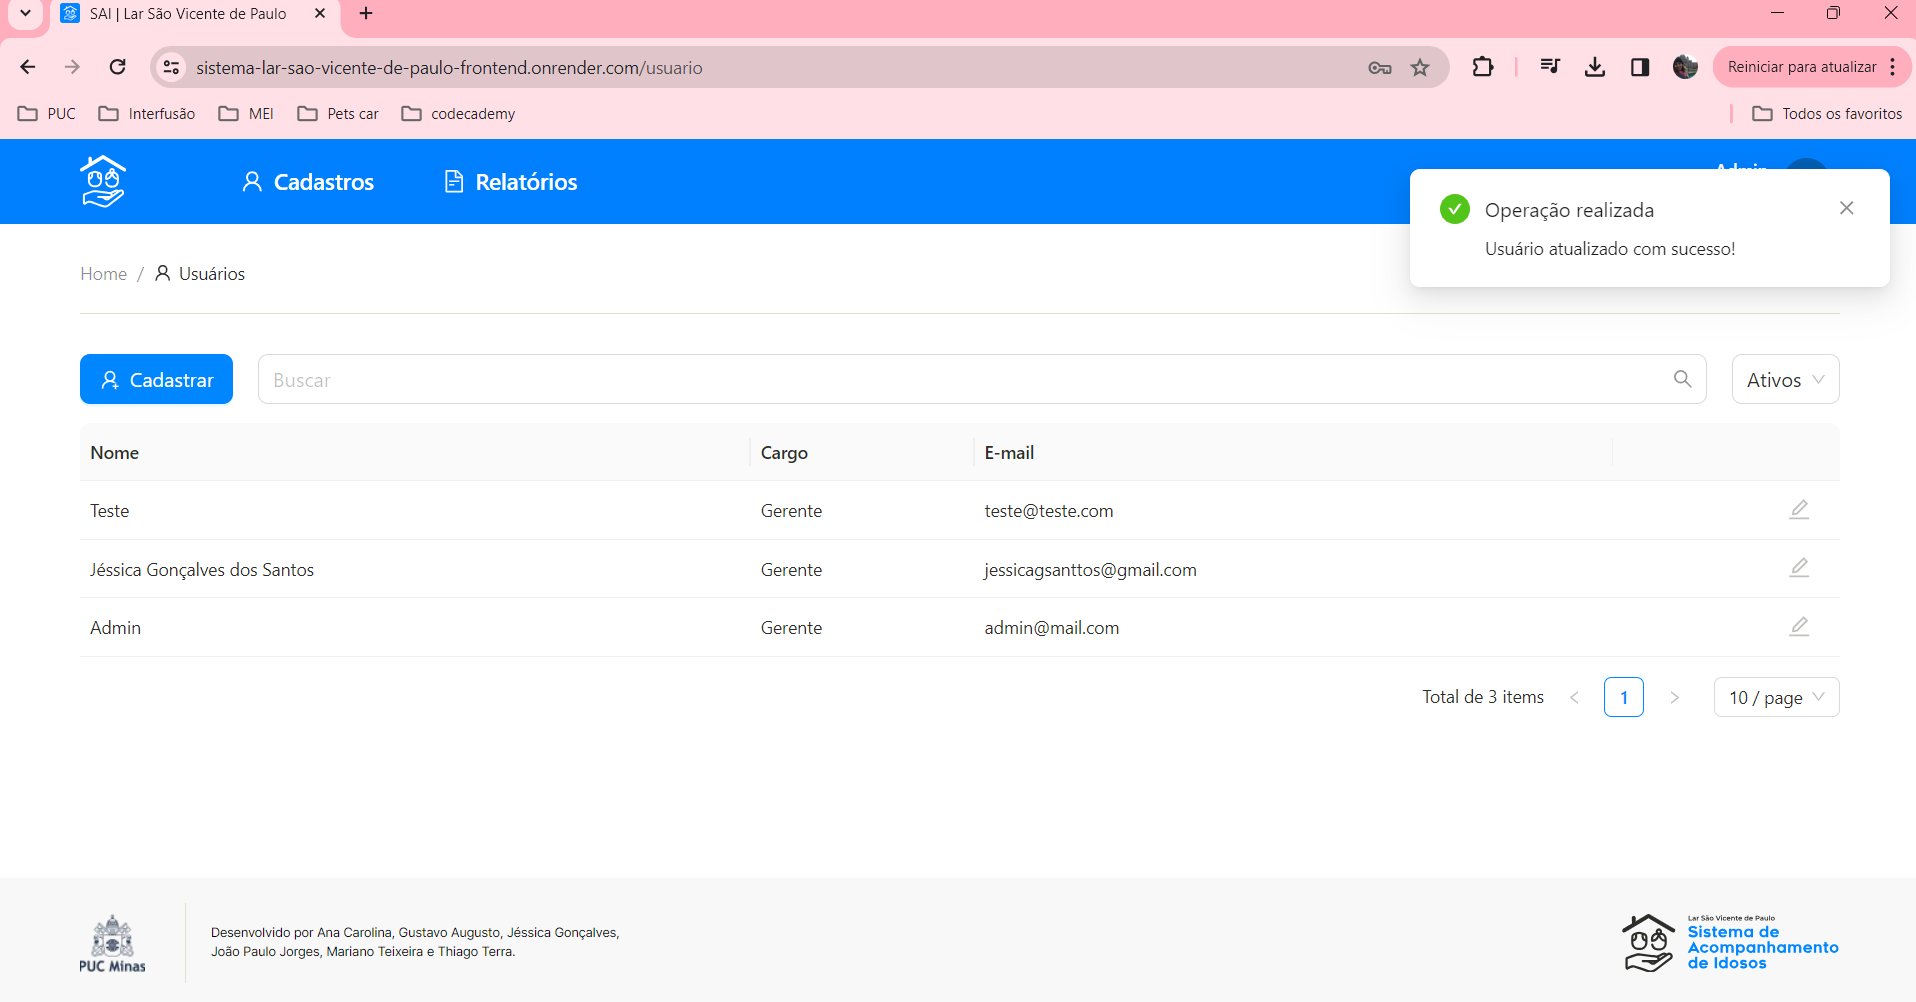 SAI | Lar São Vicente de Paulo
sistema-lar-sao-vicente-de-paulo-frontend.onrender.com/usuario
Reiniciar para atualizar
PUC Interfusão MEI Pets car codecademy Todos os favoritos
Cadastros Relatórios Admin
Operação realizada
Usuário atualizado com sucesso!
Home / Usuários
Cadastrar Buscar Ativos
Nome Cargo E-mail
Teste Gerente teste@teste.com
Jéssica Gonçalves dos Santos Gerente jessicagsanttos@gmail.com
Admin Gerente admin@mail.com
Total de 3 items < 1 > 10 / page
PUC Minas
Desenvolvido por Ana Carolina, Gustavo Augusto, Jéssica Gonçalves,
João Paulo Jorges, Mariano Teixeira e Thiago Terra.
Lar São Vicente de Paulo
Sistema de
Acompanhamento
de Idosos